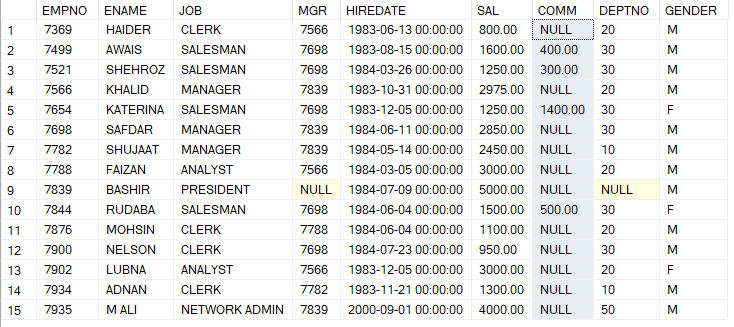 EMPNO ENAME JOB MGR HIREDATE SAL COMM DEPTNO GENDER
1 7369 HAIDER CLERK 7566 1983-06-13 00:00:00 800.00 NULL 20 M
2 7499 AWAIS SALESMAN 7698 1983-08-15 00:00:00 1600.00 400.00 30 M
3 7521 SHEHROZ SALESMAN 7698 1984-03-26 00:00:00 1250.00 300.00 30 M
4 7566 KHALID MANAGER 7839 1983-10-31 00:00:00 2975.00 NULL 20 M
5 7654 KATERINA SALESMAN 7698 1983-12-05 00:00:00 1250.00 1400.00 30 F
6 7698 SAFDAR MANAGER 7839 1984-06-11 00:00:00 2850.00 NULL 30 M
7 7782 SHUJAAT MANAGER 7839 1984-05-14 00:00:00 2450.00 NULL 10 M
8 7788 FAIZAN ANALYST 7566 1984-03-05 00:00:00 3000.00 NULL 20 M
9 7839 BASHIR PRESIDENT NULL 1984-07-09 00:00:00 5000.00 NULL NULL M
10 7844 RUDABA SALESMAN 7698 1984-06-04 00:00:00 1500.00 500.00 30 F
11 7876 MOHSIN CLERK 7788 1984-06-04 00:00:00 1100.00 NULL 20 M
12 7900 NELSON CLERK 7698 1984-07-23 00:00:00 950.00 NULL 30 M
13 7902 LUBNA ANALYST 7566 1983-12-05 00:00:00 3000.00 NULL 20 F
14 7934 ADNAN CLERK 7782 1983-11-21 00:00:00 1300.00 NULL 10 M
15 7935 M ALI NETWORK ADMIN 7839 2000-09-01 00:00:00 4000.00 NULL 50 M